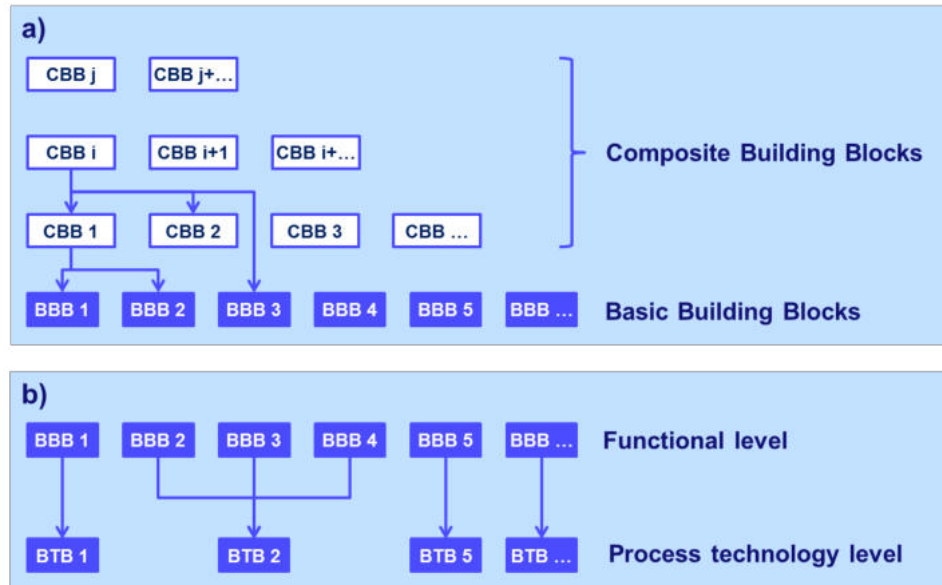 a)
CBB j CBB j+...
CBB i CBB i+1 CBB i+...
Composite Building Blocks
CBB 1 CBB 2 CBB 3 CBB ...
BBB 1 BBB 2 BBB 3 BBB 4 BBB 5 BBB ... Basic Building Blocks
b)
BBB 1 BBB 2 BBB 3 BBB 4 BBB 5 BBB ... Functional level
BTB 1 BTB 2 BTB 5 BTB ... Process technology level